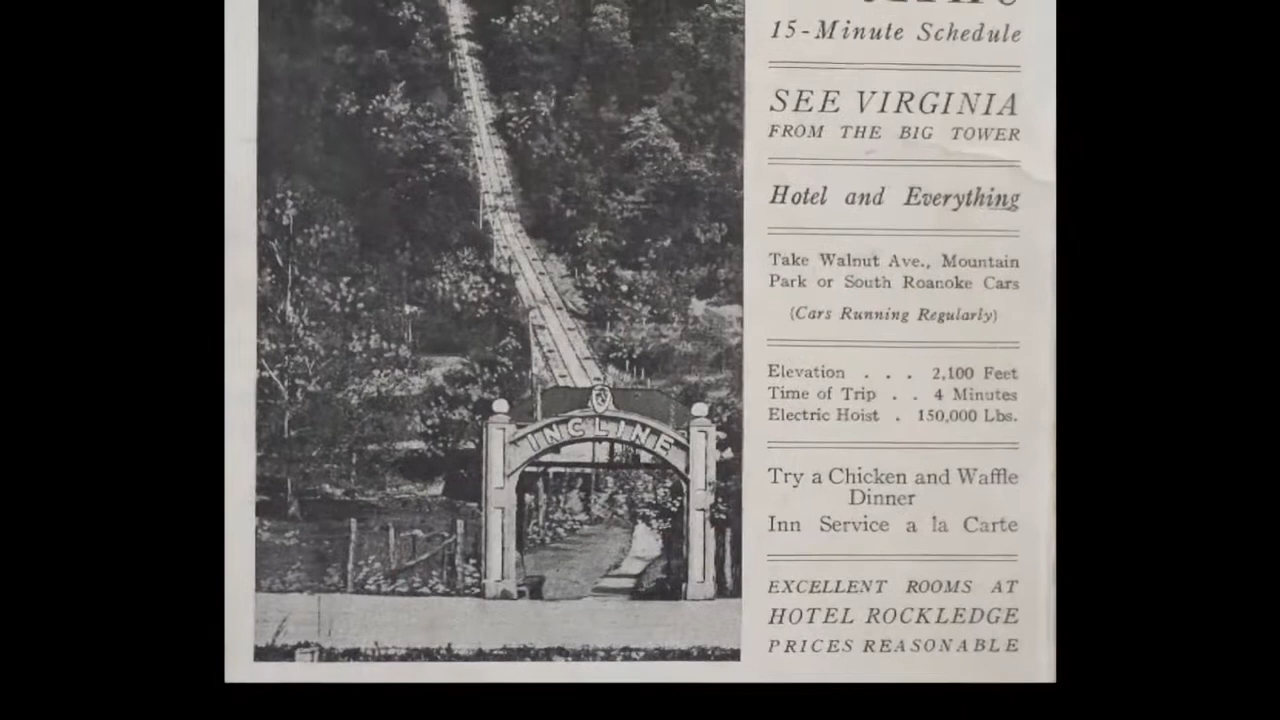 15-Minute Schedule
SEE VIRGINIA
FROM THE BIG TOWER
Hotel and Everything
Take Walnut Ave., Mountain
Park or South Roanoke Cars
(Cars Running Regularly)
Elevation . . . 2,100 Feet
Time of Trip . . 4 Minutes
Electric Hoist . 150,000 Lbs.
INCLINE
Try a Chicken and Waffle
Dinner
Inn Service a la Carte
EXCELLENT ROOMS AT
HOTEL ROCKLEDGE
PRICES REASONABLE